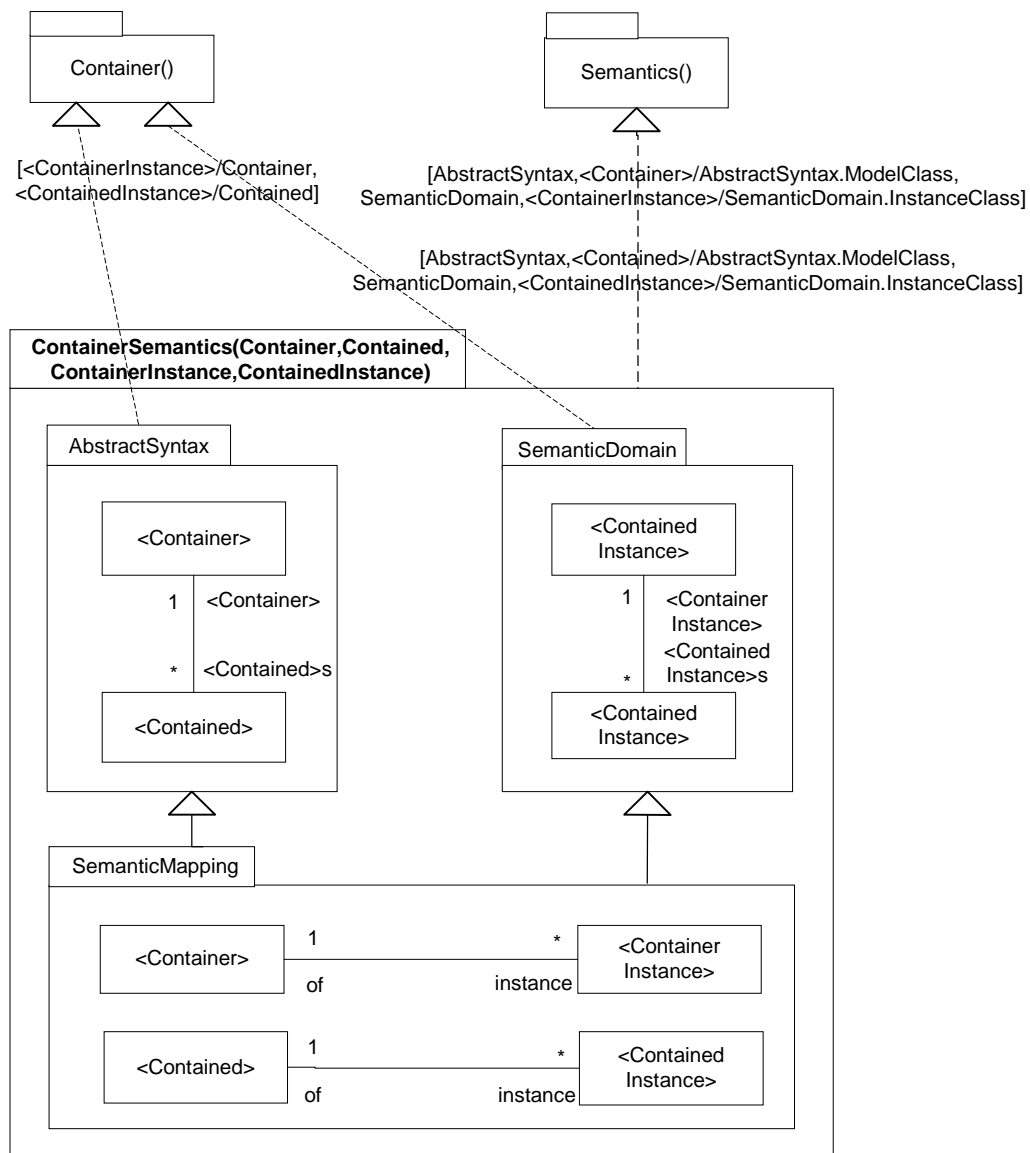 Container()
Semantics()
[<ContainerInstance>/Container,
<ContainedInstance>/Contained]
[AbstractSyntax,<Container>/AbstractSyntax.ModelClass,
SemanticDomain,<ContainerInstance>/SemanticDomain.InstanceClass]
[AbstractSyntax,<Contained>/AbstractSyntax.ModelClass,
SemanticDomain,<ContainedInstance>/SemanticDomain.InstanceClass]
ContainerSemantics(Container,Contained,
ContainerInstance,ContainedInstance)
AbstractSyntax
<Container>
1
<Container>
*
<Contained>s
<Contained>
SemanticDomain
<Contained
Instance>
1
<Container
Instance>
<Contained
Instance>s
*
<Contained
Instance>
SemanticMapping
<Container>
1
*
of
instance
<Container
Instance>
<Contained>
1
*
of
instance
<Contained
Instance>